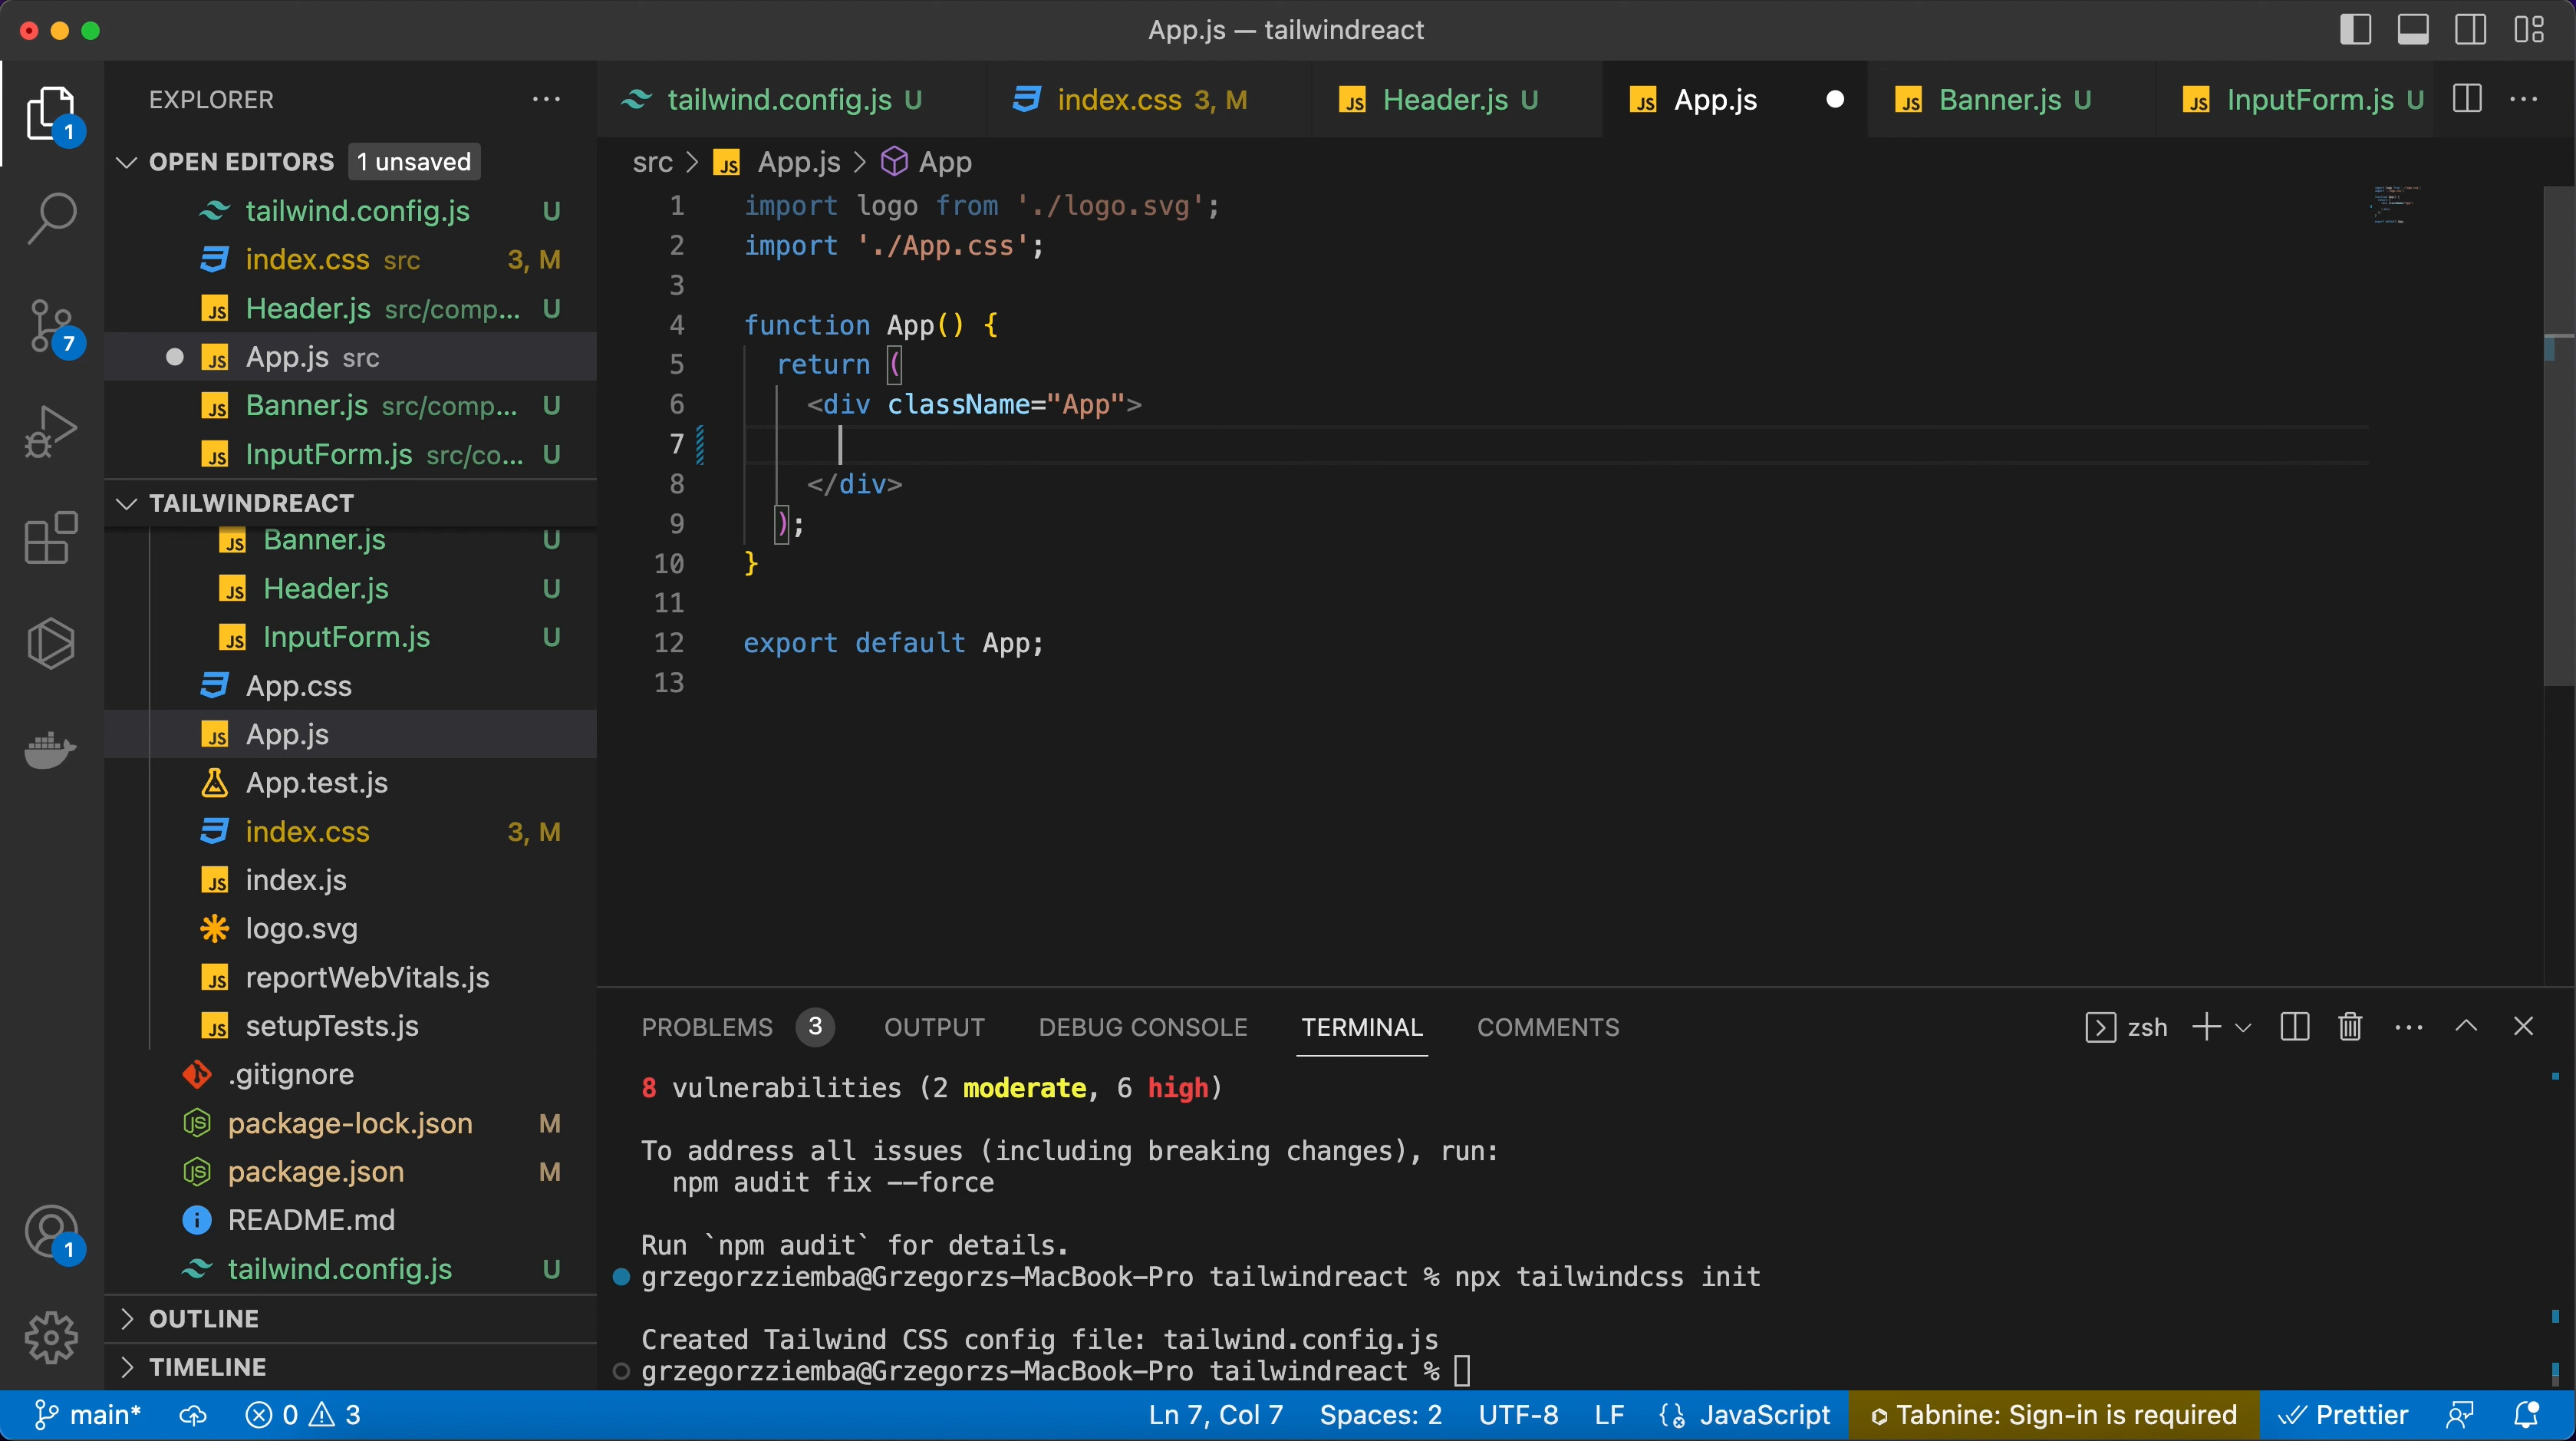 App.js — tailwindreact
EXPLORER
OPEN EDITORS 1 unsaved
tailwind.config.js U
index.css src 3, M
Header.js src/comp... U
App.js src
Banner.js src/comp... U
InputForm.js src/co... U
TAILWINDREACT
Banner.js U
Header.js U
InputForm.js U
App.css
App.js
App.test.js
index.css 3, M
index.js
logo.svg
reportWebVitals.js
setupTests.js
.gitignore
package-lock.json M
package.json M
README.md
tailwind.config.js U
OUTLINE
TIMELINE
1
7
1
tailwind.config.js U index.css 3, M Header.js U App.js Banner.js U InputForm.js U
src > App.js > App
1 import logo from './logo.svg';
2 import './App.css';
3
4 function App() {
5 return (
6 <div className="App">
7
8 </div>
9 );
10 }
11
12 export default App;
13
PROBLEMS 3 OUTPUT DEBUG CONSOLE TERMINAL COMMENTS zsh
8 vulnerabilities (2 moderate, 6 high)
To address all issues (including breaking changes), run:
npm audit fix --force
Run `npm audit` for details.
grzegorzziemba@Grzegorzs-MacBook-Pro tailwindreact % npx tailwindcss init
Created Tailwind CSS config file: tailwind.config.js
grzegorzziemba@Grzegorzs-MacBook-Pro tailwindreact %
main* 0 3 Ln 7, Col 7 Spaces: 2 UTF-8 LF JavaScript Tabnine: Sign-in is required Prettier